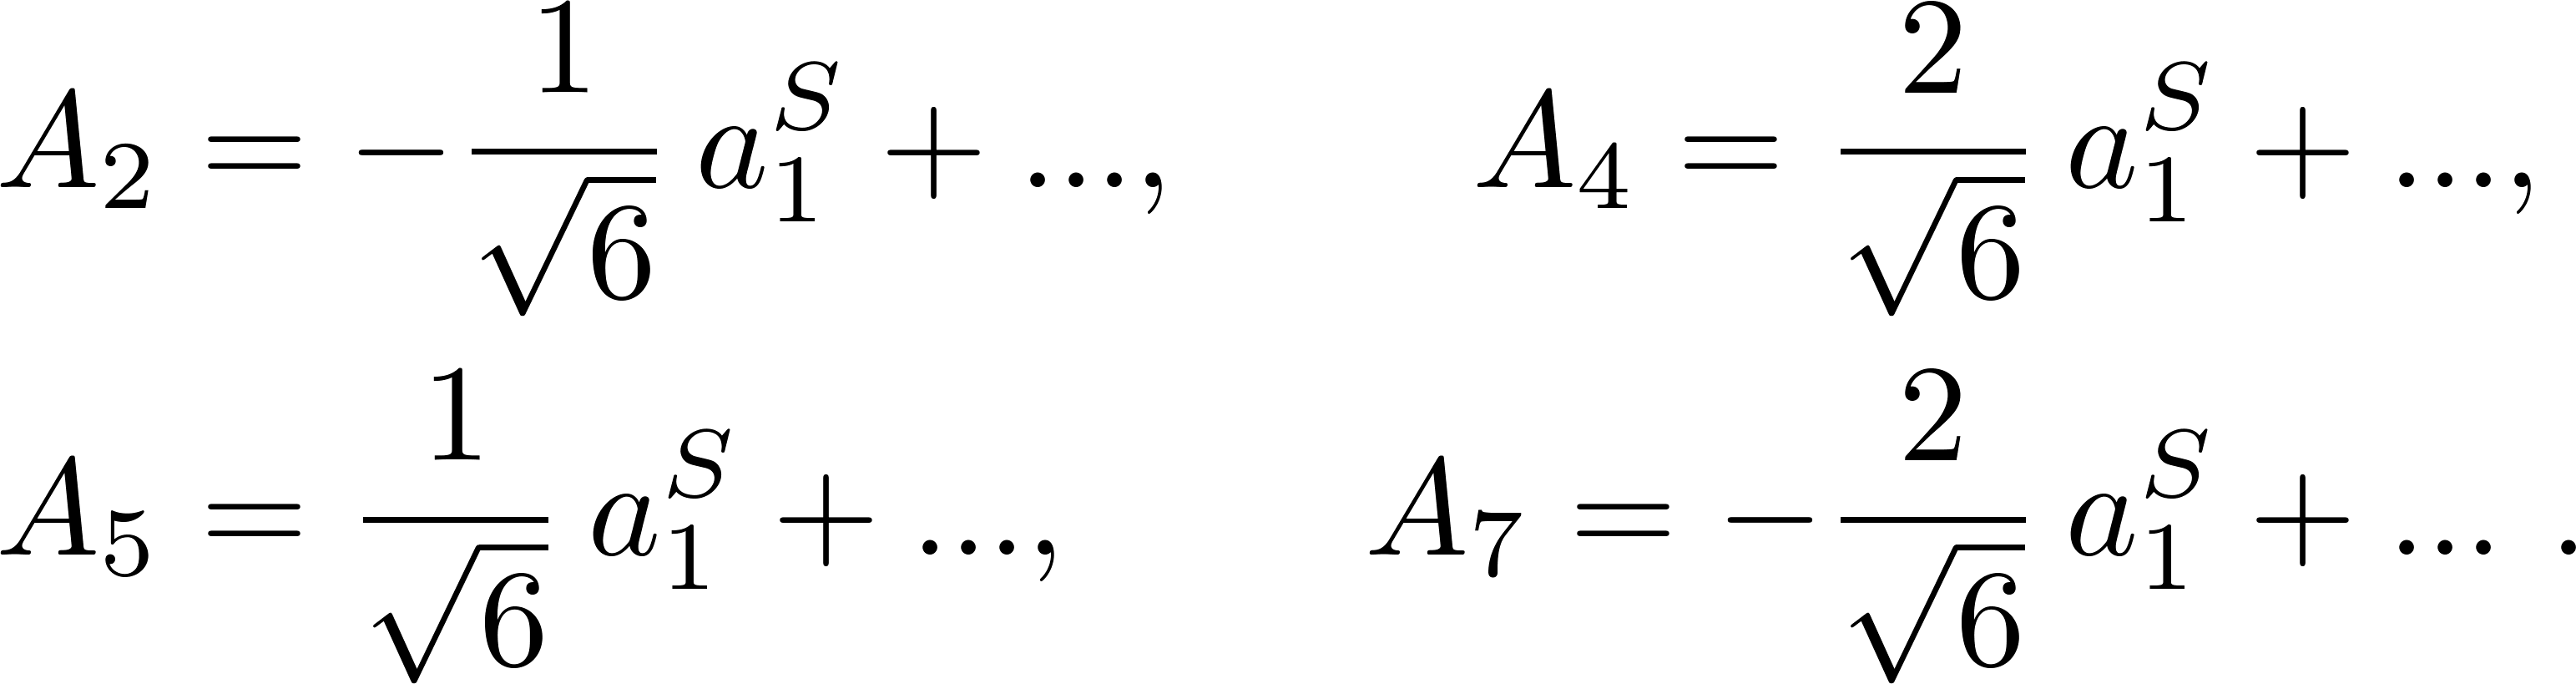 A_2 = -\frac{1}{\sqrt{6}} a_1^S + ..., A_4 = \frac{2}{\sqrt{6}} a_1^S + ...,
A_5 = \frac{1}{\sqrt{6}} a_1^S + ..., A_7 = -\frac{2}{\sqrt{6}} a_1^S + ... .